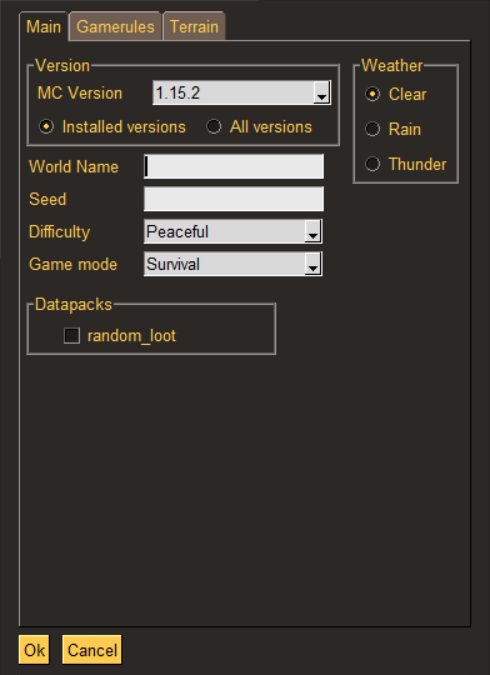 Main Gamerules Terrain
Version
MC Version 1.15.2
Installed versions All versions
Weather
Clear
Rain
Thunder
World Name
Seed
Difficulty Peaceful
Game mode Survival
Datapacks
random_loot
Ok Cancel